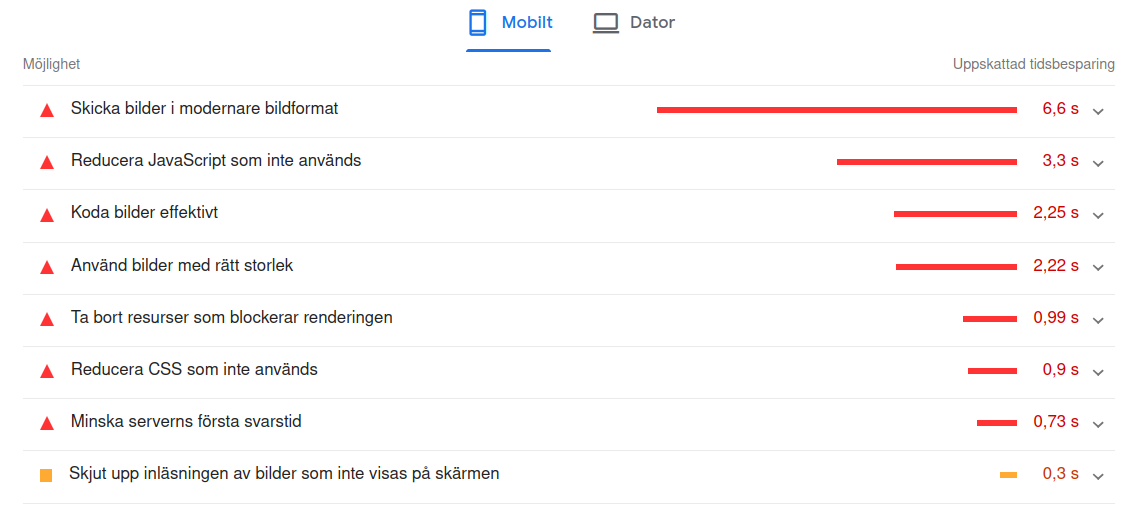 Mobilt Dator
Möjlighet Uppskattad tidsbesparing
Skicka bilder i modernare bildformat 6,6 s
Reducera JavaScript som inte används 3,3 s
Koda bilder effektivt 2,25 s
Använd bilder med rätt storlek 2,22 s
Ta bort resurser som blockerar renderingen 0,99 s
Reducera CSS som inte används 0,9 s
Minska serverns första svarstid 0,73 s
Skjut upp inläsningen av bilder som inte visas på skärmen 0,3 s